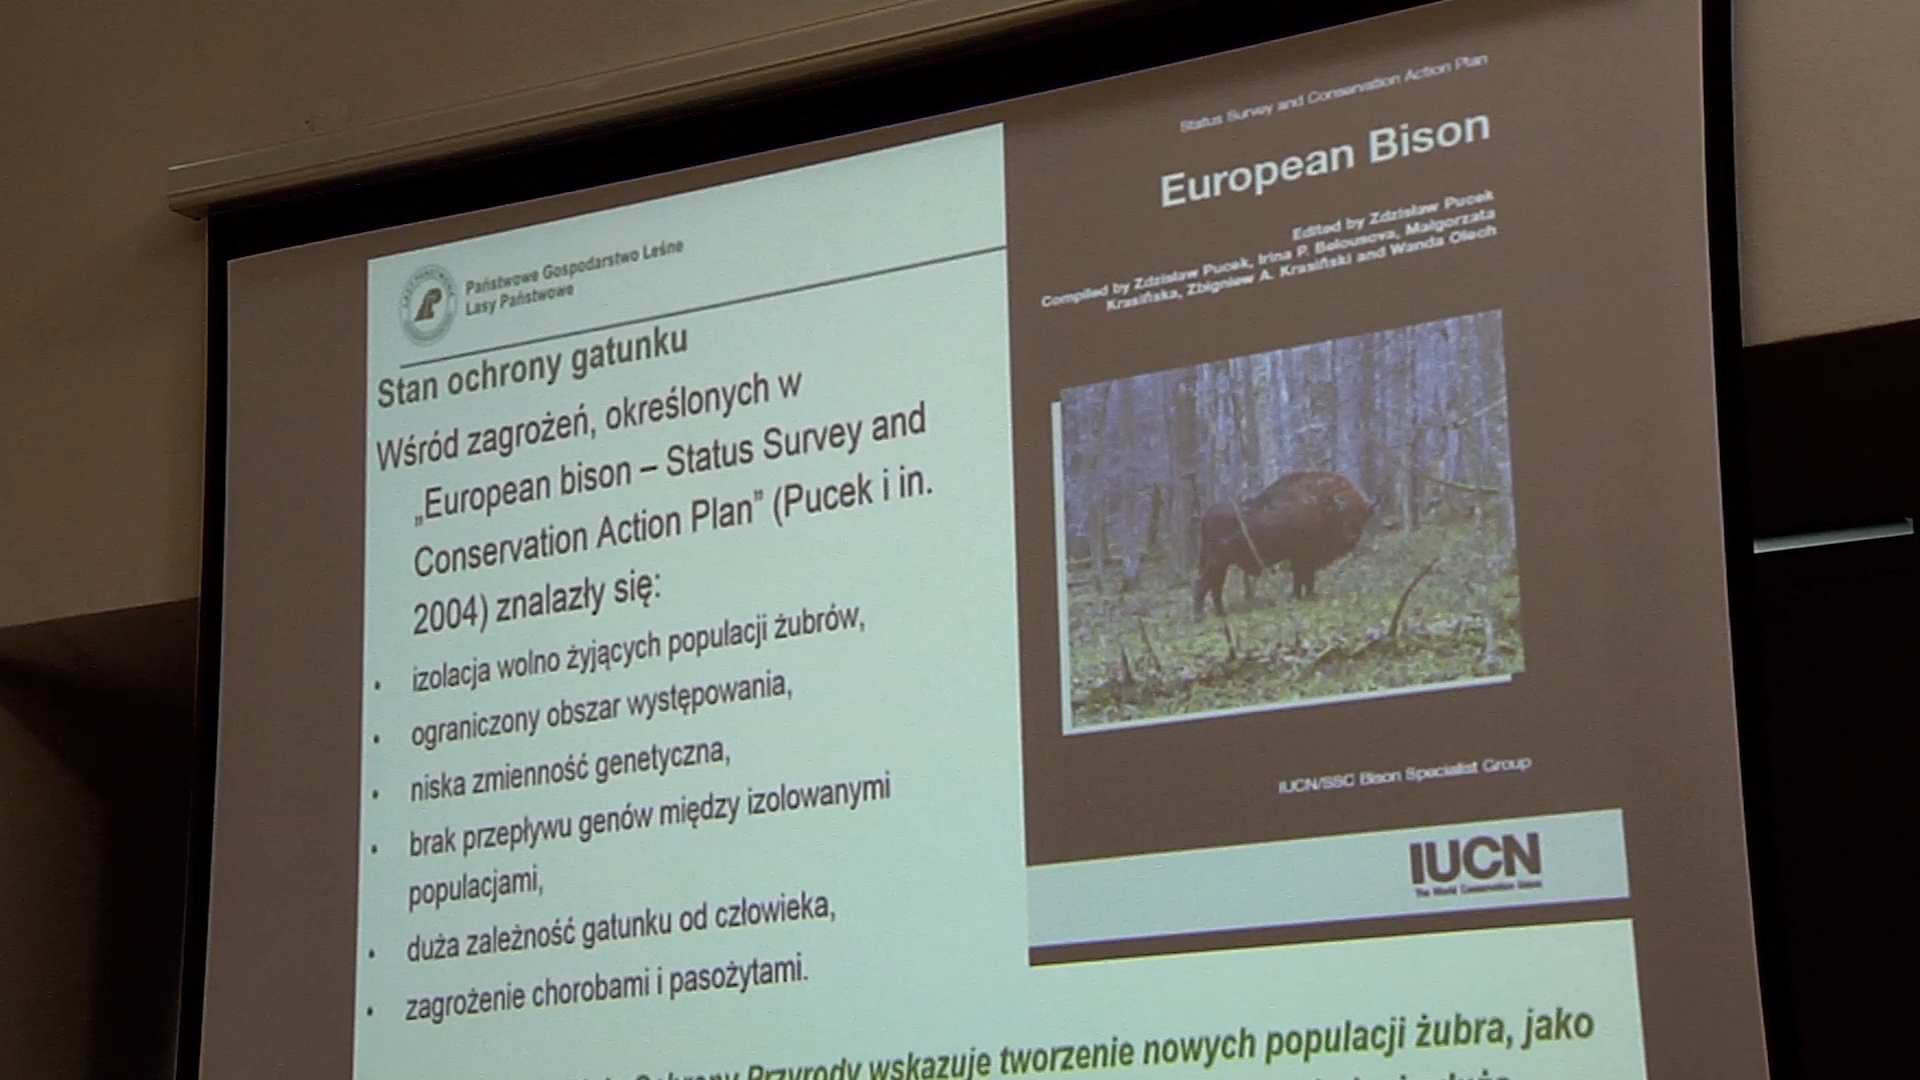 Państwowe Gospodarstwo Leśne
Lasy Państwowe
Stan ochrony gatunku
Wśród zagrożeń, określonych w
„European bison – Status Survey and
Conservation Action Plan” (Pucek i in.
2004) znalazły się:
• izolacja wolno żyjących populacji żubrów,
• ograniczony obszar występowania,
• niska zmienność genetyczna,
• brak przepływu genów między izolowanymi
populacjami,
• duża zależność gatunku od człowieka,
• zagrożenie chorobami i pasożytami.
Status Survey and Conservation Action Plan
European Bison
Edited by Zdzisław Pucek
Compiled by Zdzisław Pucek, Irina P. Belousova, Małgorzata
Krasińska, Zbigniew A. Krasiński and Wanda Olech
IUCN/SSC Bison Specialist Group
IUCN
The World Conservation Union
Ochrony Przyrody wskazuje tworzenie nowych populacji żubra, jako